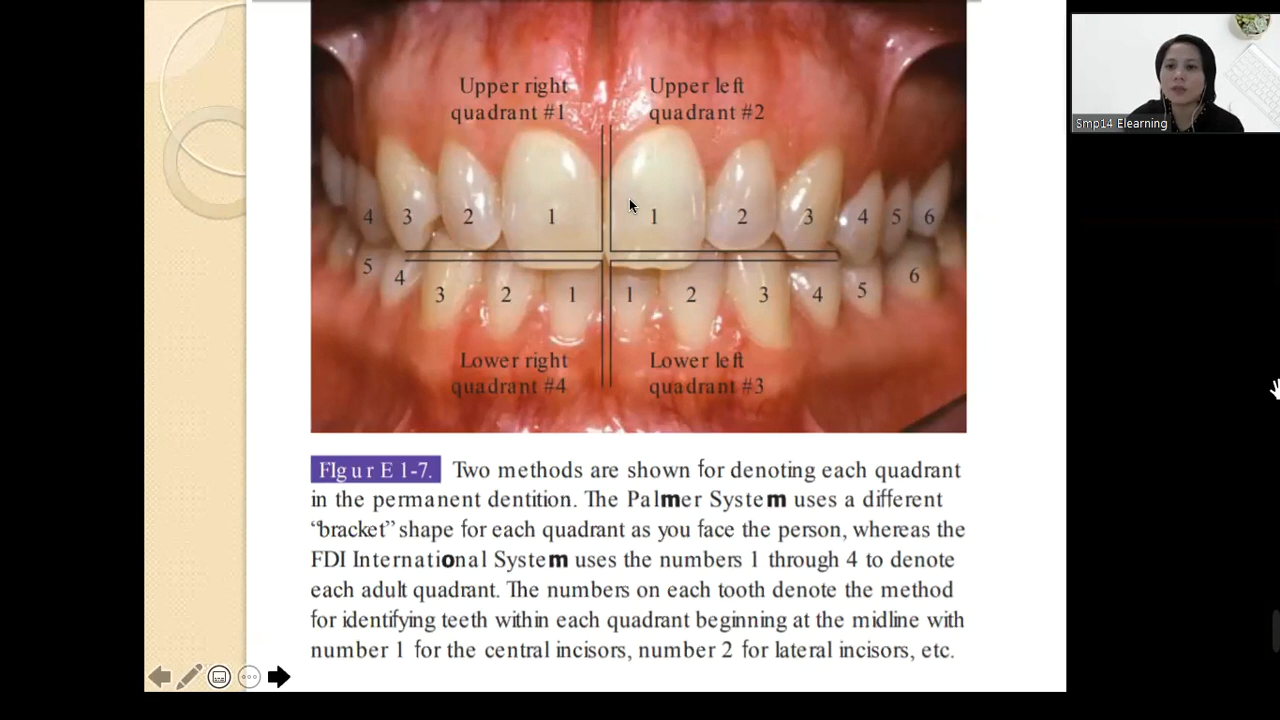 Upper right
quadrant #1
Upper left
quadrant #2
Smp14 Elearning
4 3 2 1 1 2 3 4 5 6
5 4 3 2 1 1 2 3 4 5 6
Lower right
quadrant #4
Lower left
quadrant #3
FIgurE 1-7. Two methods are shown for denoting each quadrant
in the permanent dentition. The Palmer System uses a different
“bracket” shape for each quadrant as you face the person, whereas the
FDI International System uses the numbers 1 through 4 to denote
each adult quadrant. The numbers on each tooth denote the method
for identifying teeth within each quadrant beginning at the midline with
number 1 for the central incisors, number 2 for lateral incisors, etc.